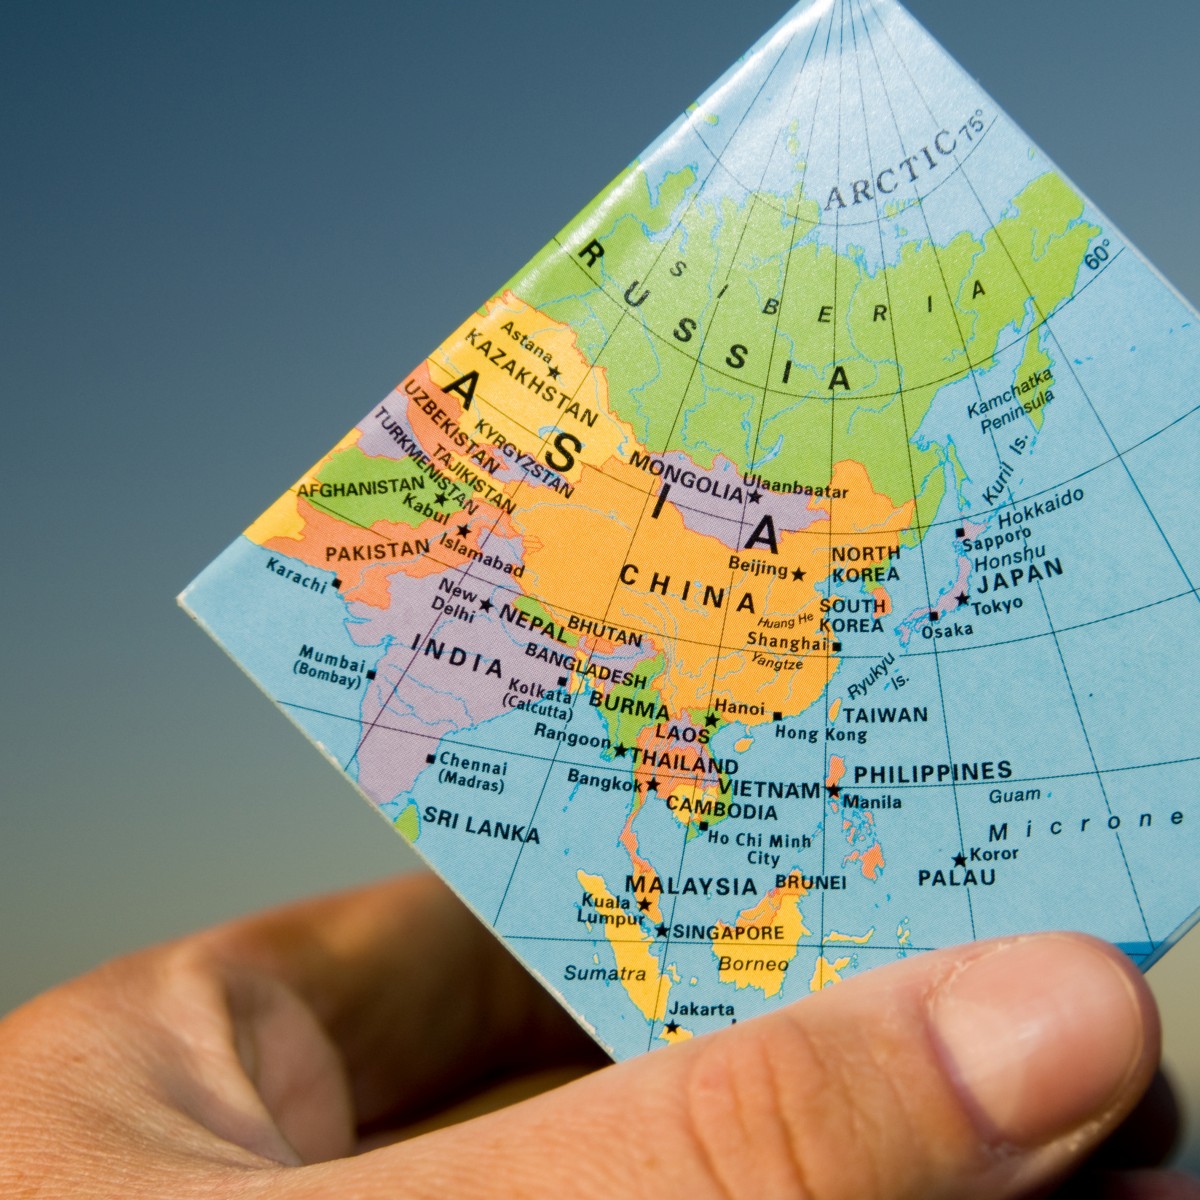 ARCTIC
75°
60°
RUSSIA
SIBERIA
ASIA
Astana
KAZAKHSTAN
Kamchatka
Peninsula
UZBEKISTAN
KYRGYZSTAN
TURKMENISTAN
TAJIKISTAN
MONGOLIA
Ulaanbaatar
Kuril Is.
AFGHANISTAN
Kabul
Hokkaido
Sapporo
Honshu
JAPAN
Tokyo
Osaka
PAKISTAN
Islamabad
Karachi
CHINA
Beijing
NORTH
KOREA
SOUTH
KOREA
Huang He
Shanghai
Yangtze
Ryukyu
Is.
New
Delhi
NEPAL
BHUTAN
INDIA
BANGLADESH
Mumbai
(Bombay)
Kolkata
(Calcutta)
BURMA
Hanoi
LAOS
Hong Kong
TAIWAN
Rangoon
THAILAND
Chennai
(Madras)
Bangkok
VIETNAM
PHILIPPINES
Manila
Guam
CAMBODIA
Microne
SRI LANKA
Ho Chi Minh
City
Koror
PALAU
MALAYSIA
BRUNEI
Kuala
Lumpur
SINGAPORE
Sumatra
Borneo
Jakarta